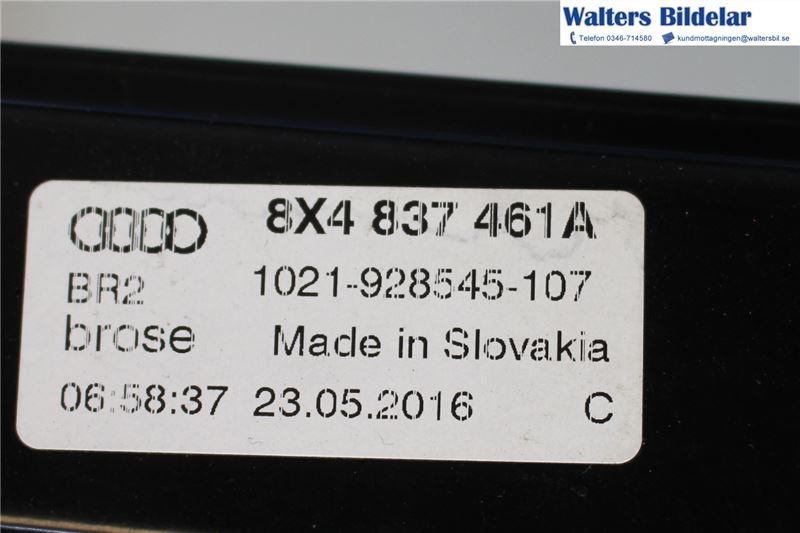 Walters Bildelar
Telefon 0346-714580 kundmottagningen@waltersbil.se
8X4 837 461A
BR2 1021-928545-107
brose Made in Slovakia
06:58:37 23.05.2016 C